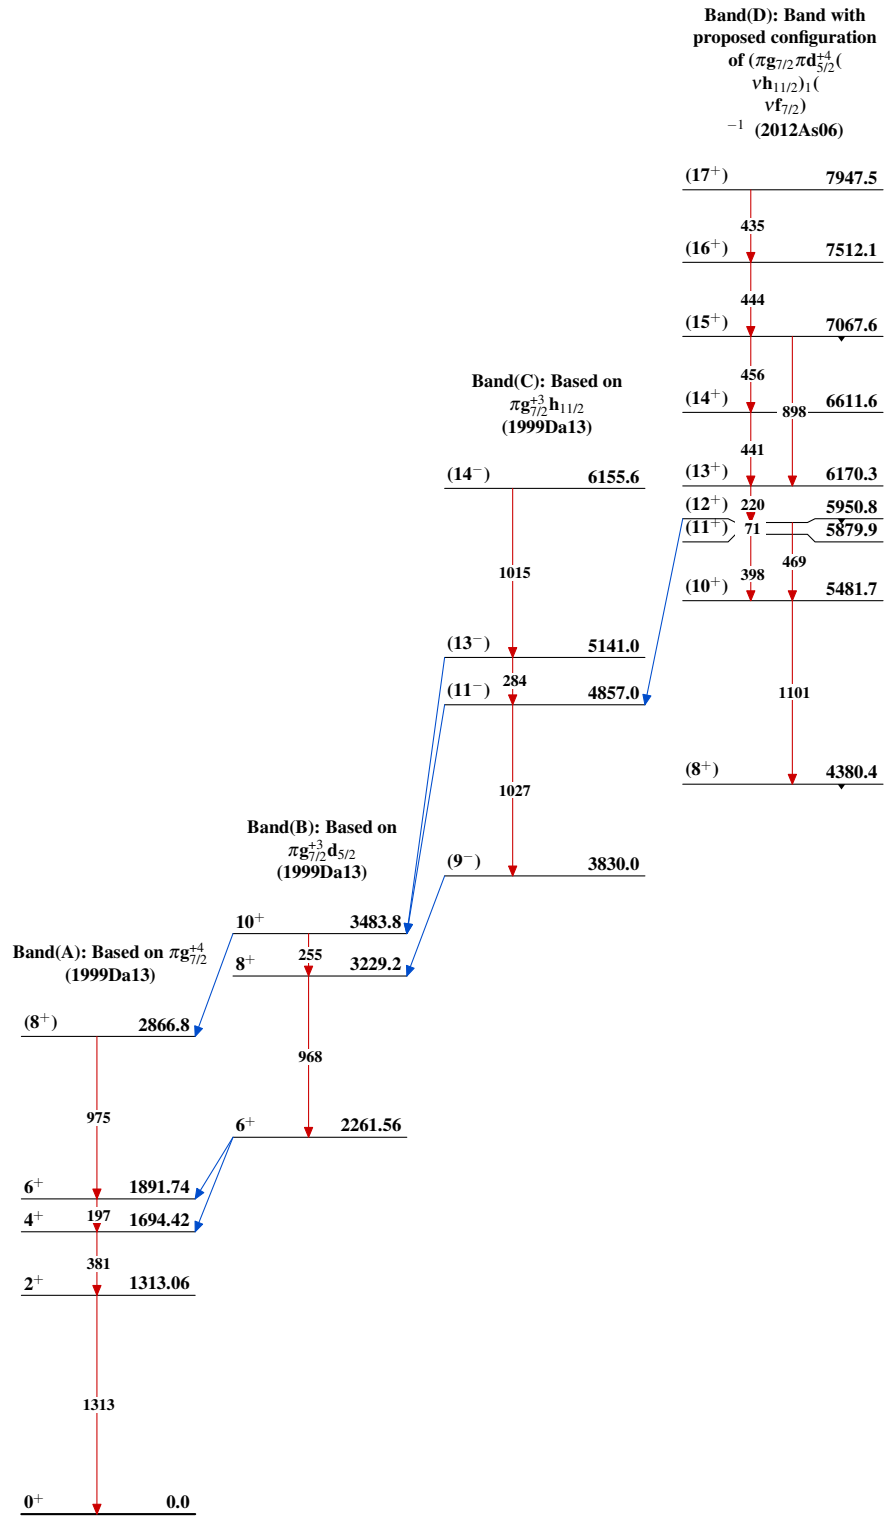 Band(D): Band with
proposed configuration
of (πg₇/₂πd⁺⁴₅/₂(
νh₁₁/₂)₁(
νf₇/₂)
⁻¹ (2012As06)
(17⁺) 7947.5
435
(16⁺) 7512.1
444
(15⁺) 7067.6
456
898
(14⁺) 6611.6
441
(13⁺) 6170.3
220
(12⁺) 5950.8
71
(11⁺) 5879.9
469
398
(10⁺) 5481.7
1101
(8⁺) 4380.4
Band(C): Based on
πg⁺³₇/₂h₁₁/₂
(1999Da13)
(14⁻) 6155.6
1015
(13⁻) 5141.0
284
(11⁻) 4857.0
1027
(9⁻) 3830.0
Band(B): Based on
πg⁺³₇/₂d₅/₂
(1999Da13)
10⁺ 3483.8
255
8⁺ 3229.2
968
6⁺ 2261.56
Band(A): Based on πg⁺⁴₇/₂
(1999Da13)
(8⁺) 2866.8
975
6⁺ 1891.74
197
4⁺ 1694.42
381
2⁺ 1313.06
1313
0⁺ 0.0